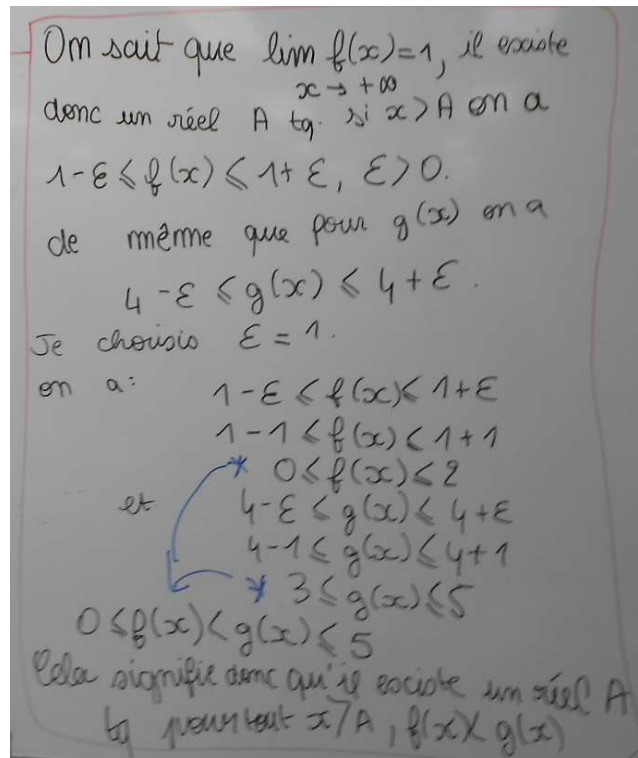 On sait que lim f(x)=1, il existe
x→+∞
donc un réel A tq. si x>A on a
1-ε ⩽ f(x) ⩽ 1+ε, ε>0.
de même que pour g(x) on a
4-ε ⩽ g(x) ⩽ 4+ε.
Je choisis ε=1.
on a: 1-ε ⩽ f(x) ⩽ 1+ε
1-1 ⩽ f(x) ⩽ 1+1
* 0 ⩽ f(x) ⩽ 2
et 4-ε ⩽ g(x) ⩽ 4+ε
4-1 ⩽ g(x) ⩽ 4+1
* 3 ⩽ g(x) ⩽ 5
0 ⩽ f(x) < g(x) ⩽ 5
Cela signifie donc qu'il existe un réel A
tq pour tout x>A, f(x)<g(x)